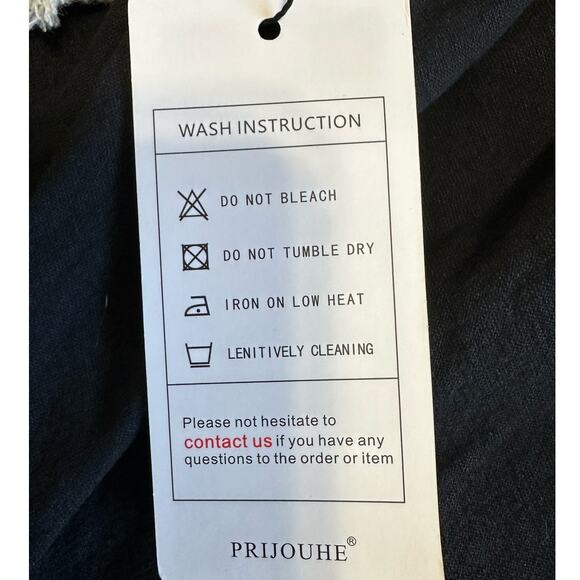 WASH INSTRUCTION
DO NOT BLEACH
DO NOT TUMBLE DRY
IRON ON LOW HEAT
LENITIVELY CLEANING
Please not hesitate to
contact us if you have any
questions to the order or item
PRIJOUHE®